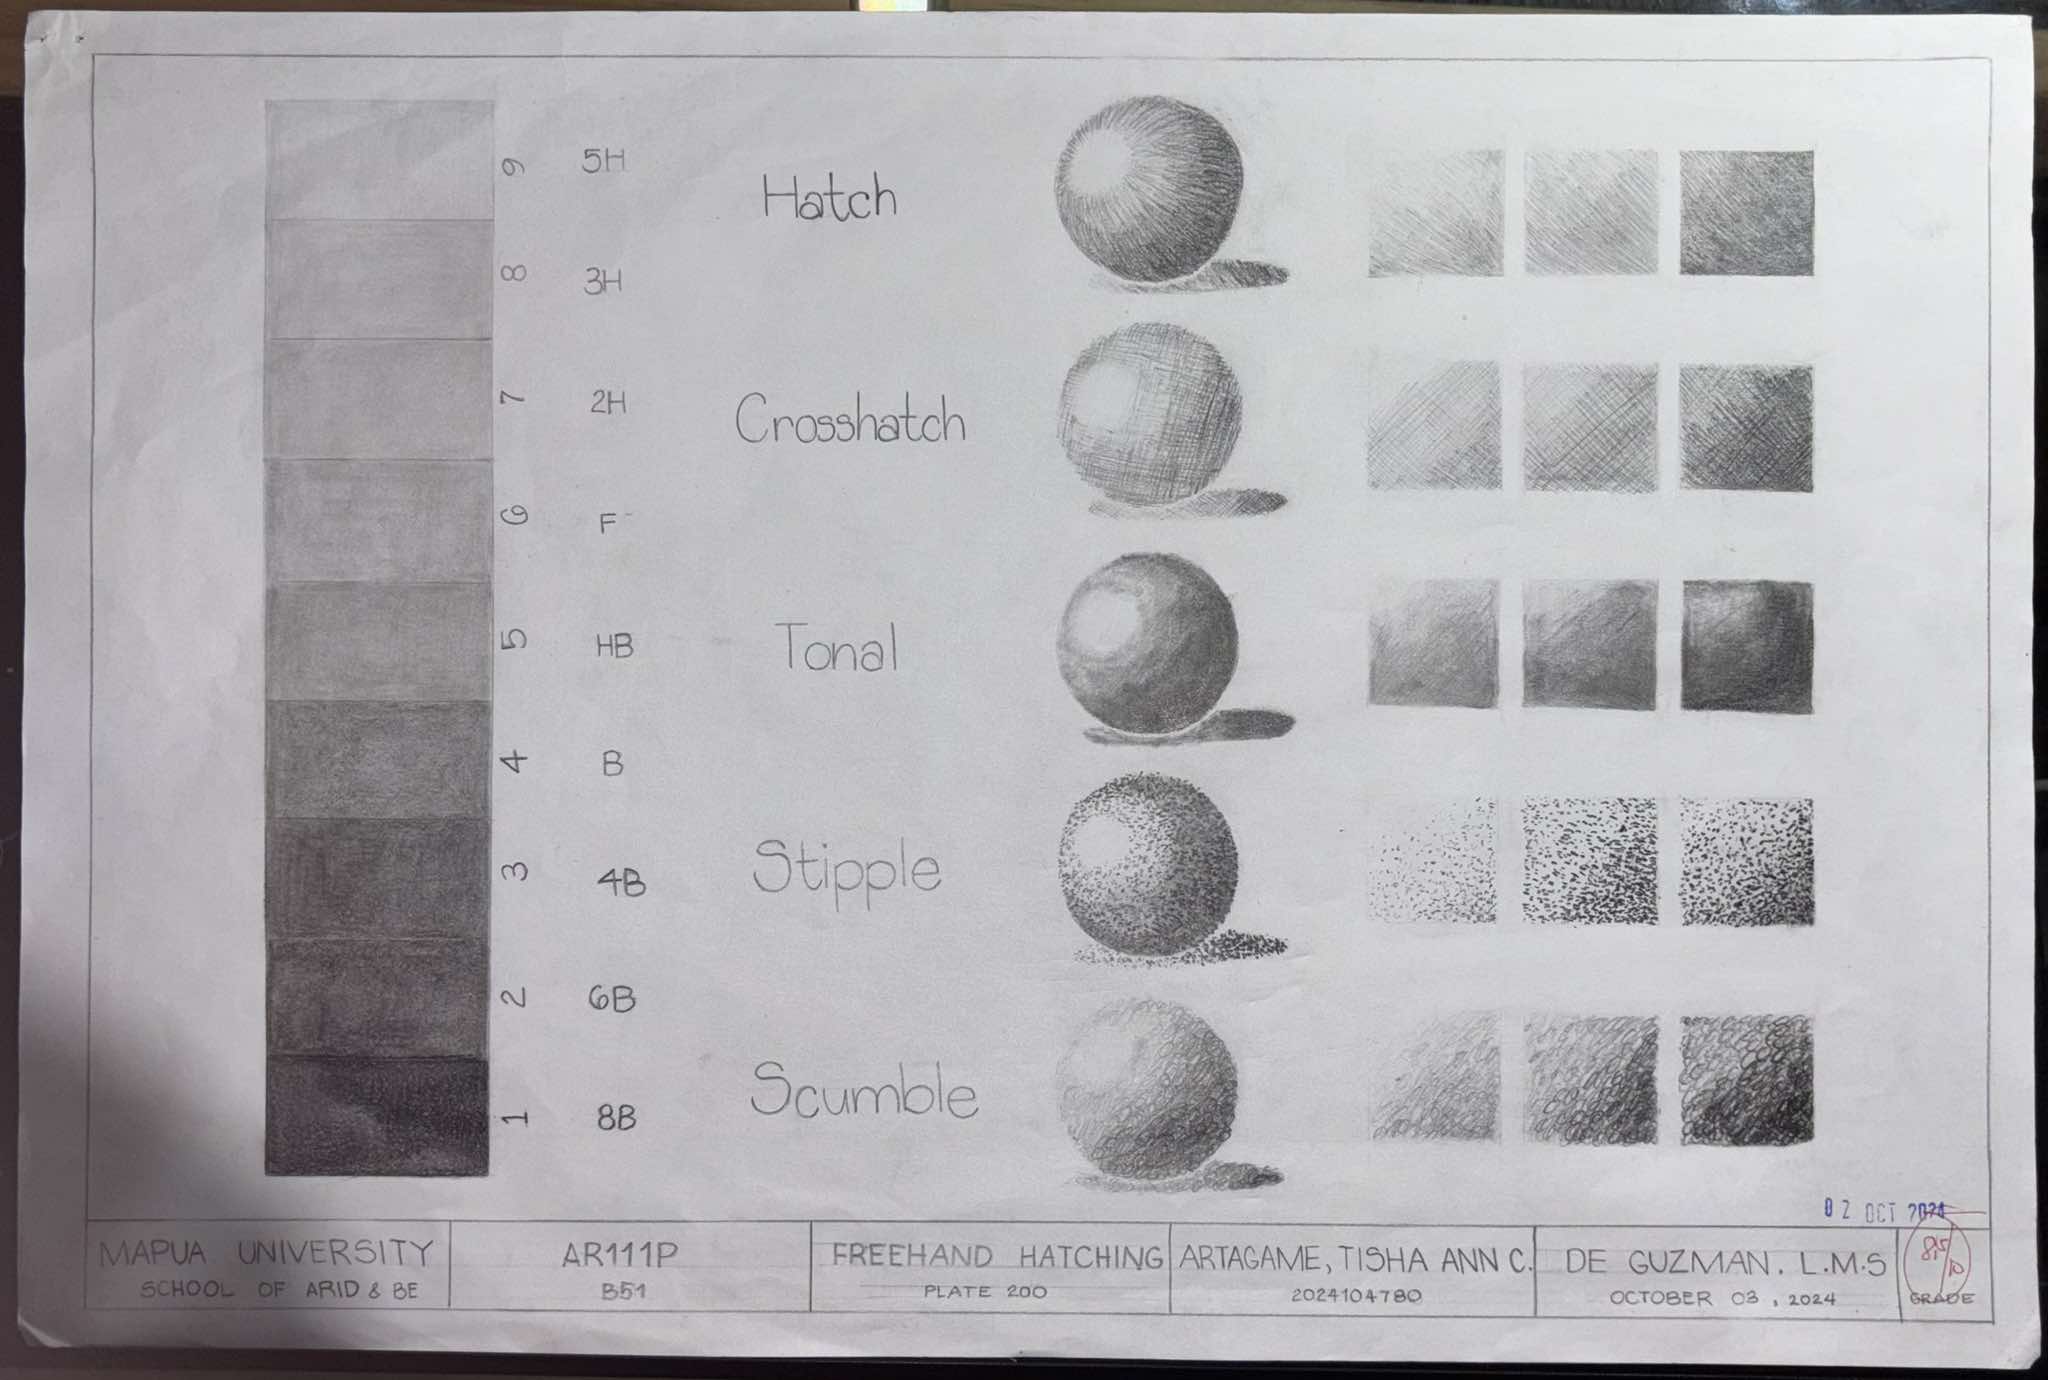 9 5H
8 3H
7 2H
6 F
5 HB
4 B
3 4B
2 6B
1 8B
Hatch
Crosshatch
Tonal
Stipple
Scumble
02 OCT 2024
MAPUA UNIVERSITY
SCHOOL OF ARID & BE
AR111P
B51
FREEHAND HATCHING
PLATE 200
ARTAGAME, TISHA ANN C.
2024104780
DE GUZMAN. L.M.S
OCTOBER 03, 2024
8.5/10
GRADE